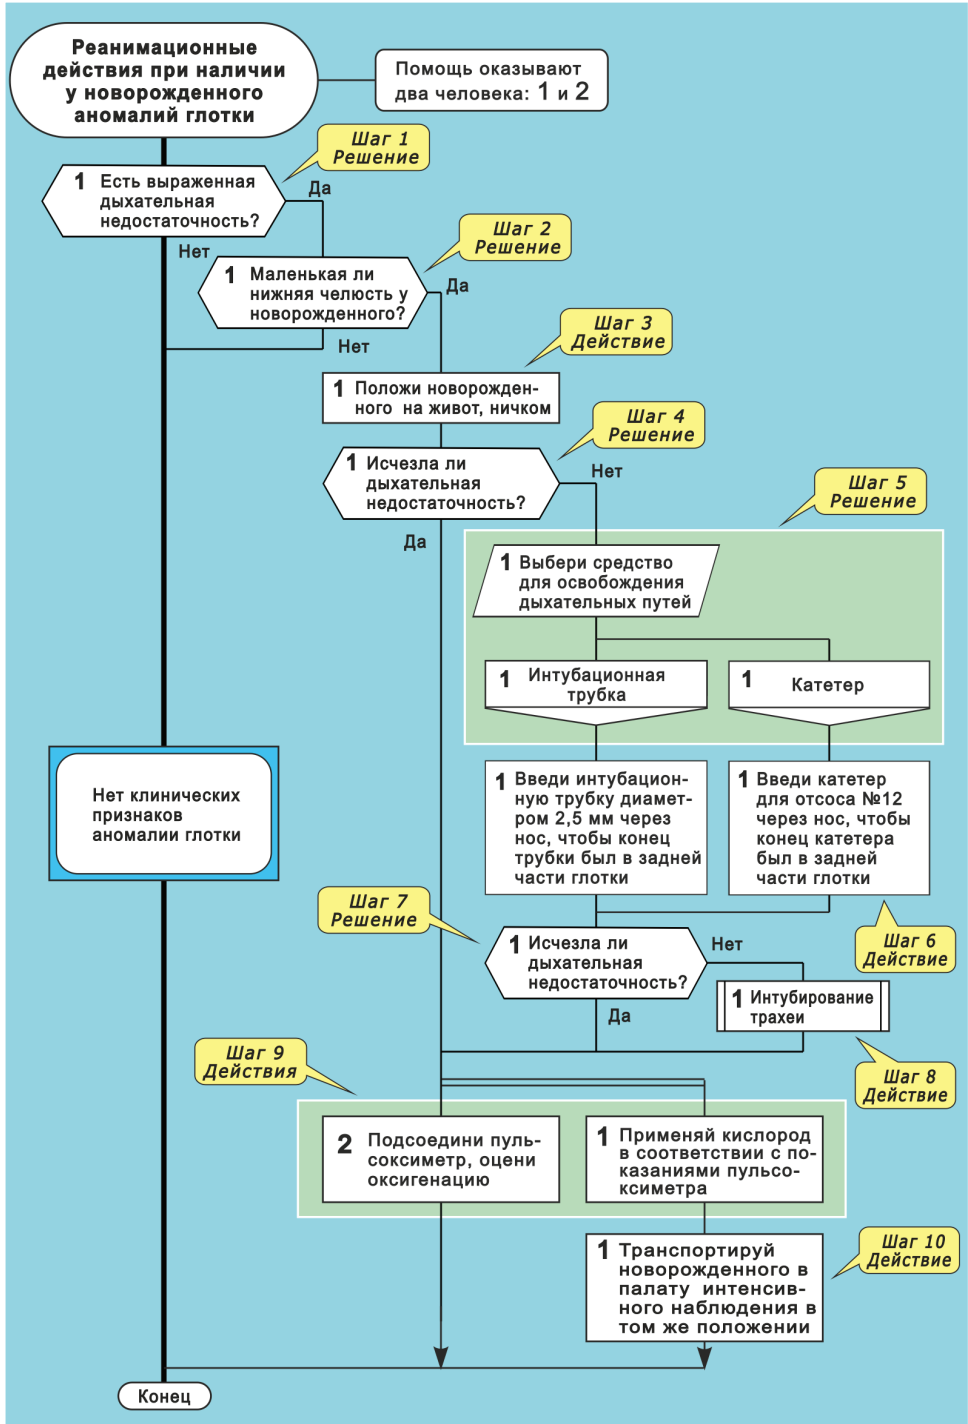 Реанимационные
действия при наличии
у новорожденного
аномалий глотки
Помощь оказывают
два человека: 1 и 2
Шаг 1
Решение
1 Есть выраженная
дыхательная
недостаточность?
Да
Нет
Шаг 2
Решение
1 Маленькая ли
нижняя челюсть у
новорожденного?
Да
Нет
Шаг 3
Действие
1 Положи новорожден-
ного на живот, ничком
Шаг 4
Решение
1 Исчезла ли
дыхательная
недостаточность?
Нет
Да
Шаг 5
Решение
1 Выбери средство
для освобождения
дыхательных путей
1 Интубационная
трубка
1 Катетер
1 Введи интубацион-
ную трубку диамет-
ром 2,5 мм через
нос, чтобы конец
трубки был в задней
части глотки
1 Введи катетер
для отсоса №12
через нос, чтобы
конец катетера
был в задней
части глотки
Нет клинических
признаков
аномалии глотки
Шаг 6
Действие
Шаг 7
Решение
1 Исчезла ли
дыхательная
недостаточность?
Нет
Да
1 Интубирование
трахеи
Шаг 8
Действие
Шаг 9
Действия
2 Подсоедини пуль-
соксиметр, оцени
оксигенацию
1 Применяй кислород
в соответствии с по-
казаниями пульсо-
ксиметра
Шаг 10
Действие
1 Транспортируй
новорожденного в
палату интенсив-
ного наблюдения в
том же положении
Конец